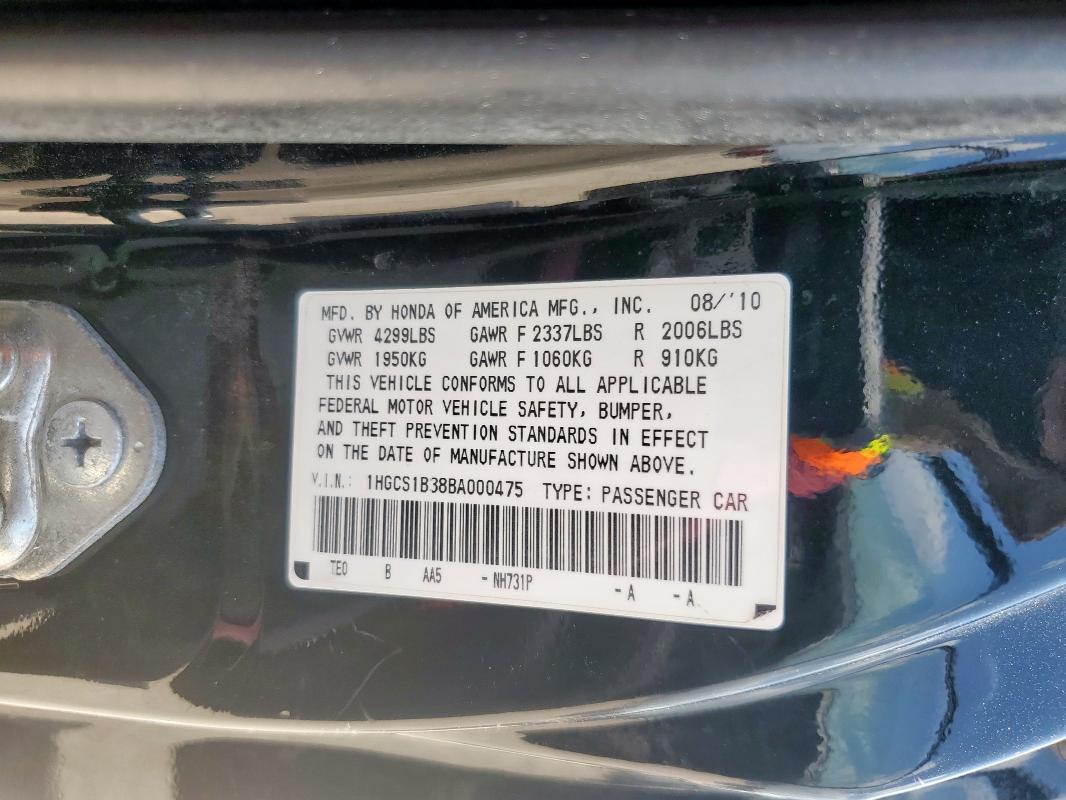 MFD. BY HONDA OF AMERICA MFG., INC. 08/'10
GVWR 4299LBS GAWR F 2337LBS R 2006LBS
GVWR 1950KG GAWR F 1060KG R 910KG
THIS VEHICLE CONFORMS TO ALL APPLICABLE
FEDERAL MOTOR VEHICLE SAFETY, BUMPER,
AND THEFT PREVENTION STANDARDS IN EFFECT
ON THE DATE OF MANUFACTURE SHOWN ABOVE.
V.I.N.: 1HGCS1B38BA000475 TYPE: PASSENGER CAR
TE0 B AA5 -NH731P -A -A